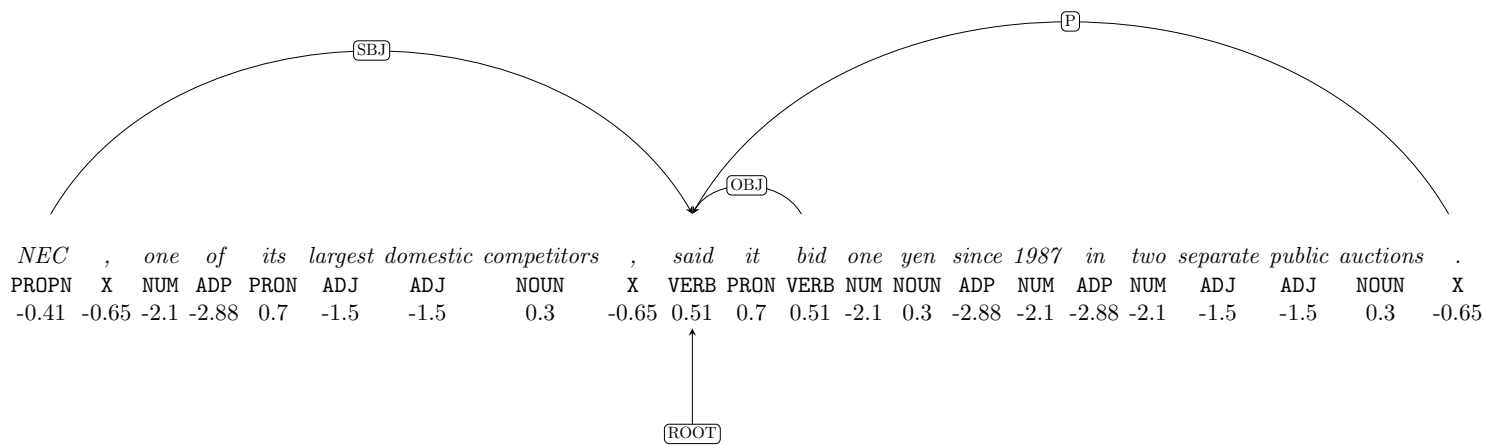 P
SBJ
OBJ
NEC , one of its largest domestic competitors , said it bid one yen since 1987 in two separate public auctions .
PROPN X NUM ADP PRON ADJ ADJ NOUN X VERB PRON VERB NUM NOUN ADP NUM ADP NUM ADJ ADJ NOUN X
-0.41 -0.65 -2.1 -2.88 0.7 -1.5 -1.5 0.3 -0.65 0.51 0.7 0.51 -2.1 0.3 -2.88 -2.1 -2.88 -2.1 -1.5 -1.5 0.3 -0.65
ROOT